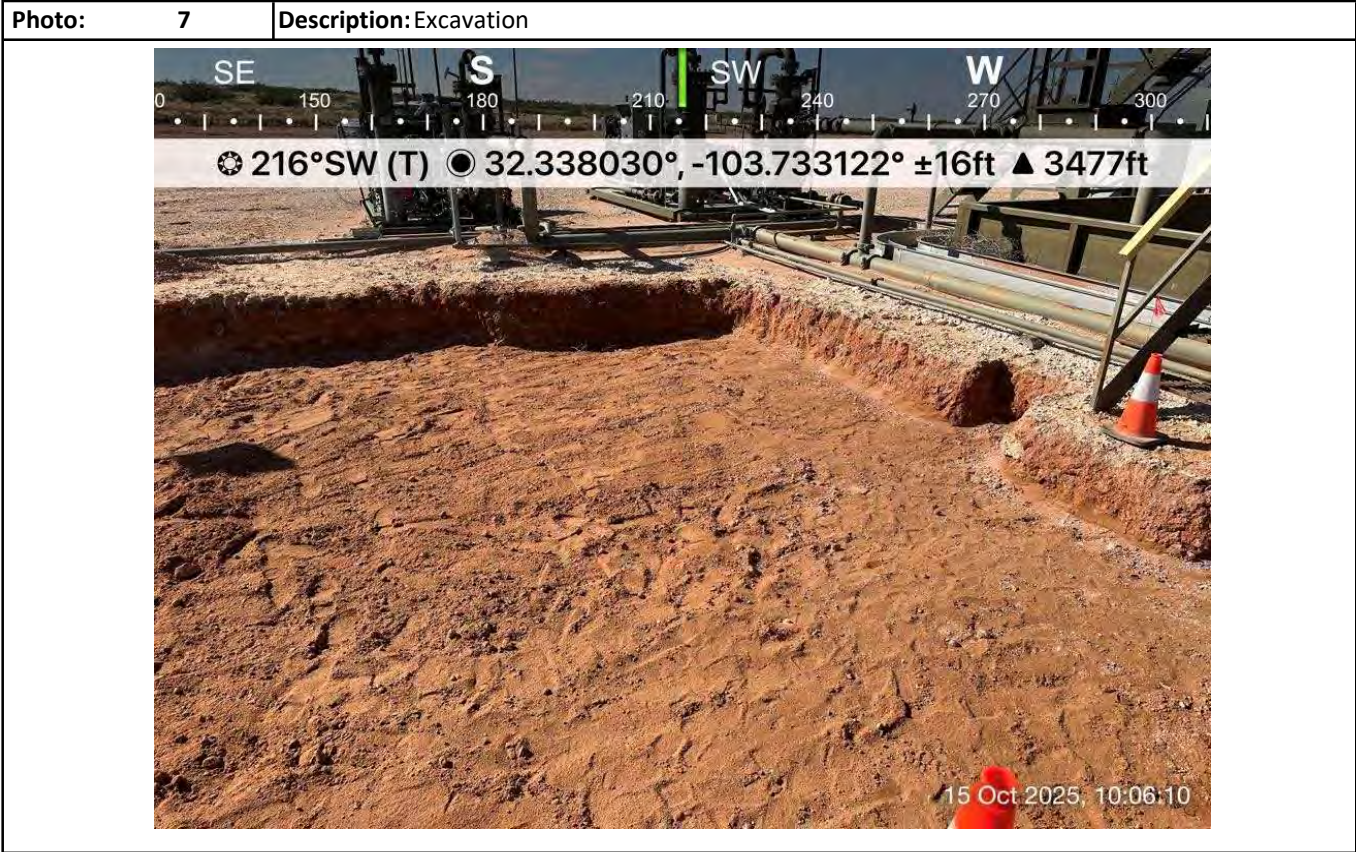 Photo: 7 Description: Excavation
SE S SW W
0 150 180 210 240 270 300
216°SW (T) 32.338030°, -103.733122° ±16ft ▲ 3477ft
15 Oct 2025, 10:06:10